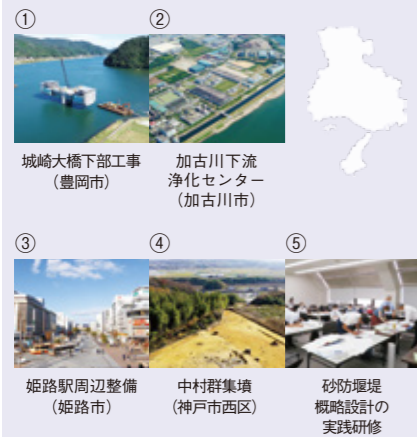 ①
城崎大橋下部工事
（豊岡市）
②
加古川下流
浄化センター
（加古川市）
③
姫路駅周辺整備
（姫路市）
④
中村群集墳
（神戸市西区）
⑤
砂防堰堤
概略設計の
実践研修